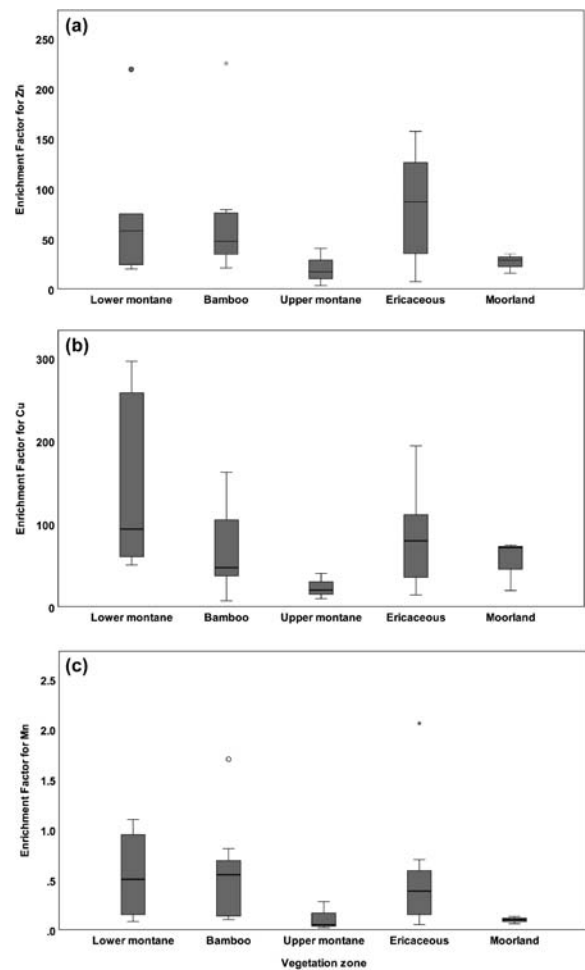 (a)
Enrichment Factor for Zn
250
200
150
100
50
0
Lower montane Bamboo Upper montane Ericaceous Moorland
(b)
Enrichment Factor for Cu
300
200
100
0
Lower montane Bamboo Upper montane Ericaceous Moorland
(c)
Enrichment Factor for Mn
2.5
2.0
1.5
1.0
.5
.0
Lower montane Bamboo Upper montane Ericaceous Moorland
Vegetation zone